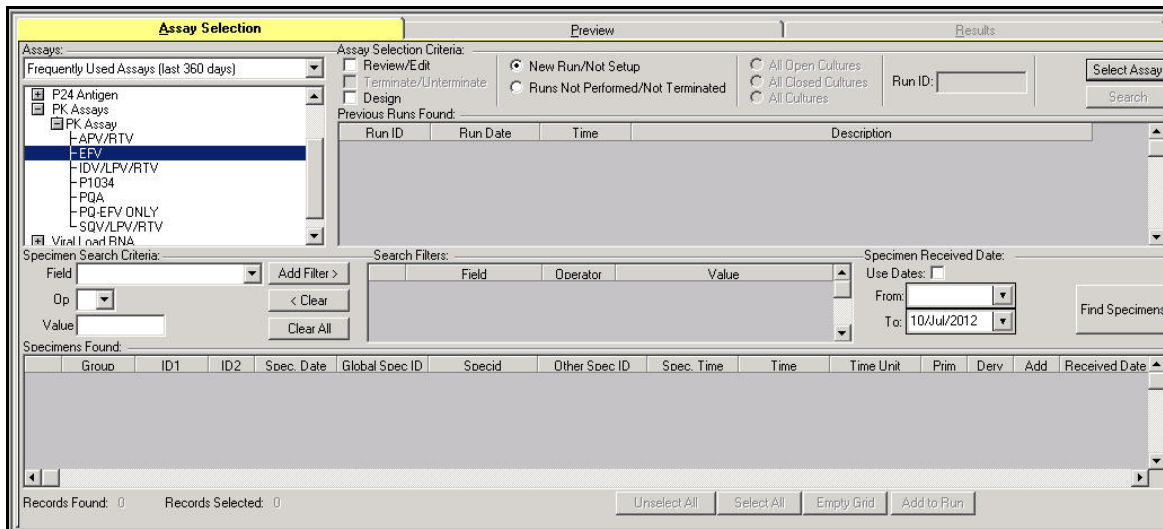 Assay Selection Preview Results
Assays: Assay Selection Criteria:
Frequently Used Assays (last 360 days) Review/Edit New Run/Not Setup All Open Cultures Select Assay
Terminate/Unterminate Runs Not Performed/Not Terminated All Closed Cultures Run ID:
Design All Cultures Search
P24 Antigen
PK Assays
PK Assay
APV/RTV
EFV
IDV/LPV/RTV
P1034
PQA
PQ-EFV ONLY
SQV/LPV/RTV
Viral Load RNA
Previous Runs Found:
Run ID Run Date Time Description
Specimen Search Criteria: Search Filters: Specimen Received Date:
Field Add Filter > Field Operator Value Use Dates:
Op < Clear From:
Value Clear All To: 10/Jul/2012 Find Specimens
Specimens Found:
Group ID1 ID2 Spec. Date Global Spec ID Specid Other Spec ID Spec. Time Time Time Unit Prim Derv Add Received Date
Records Found: 0 Records Selected: 0 Unselect All Select All Empty Grid Add to Run